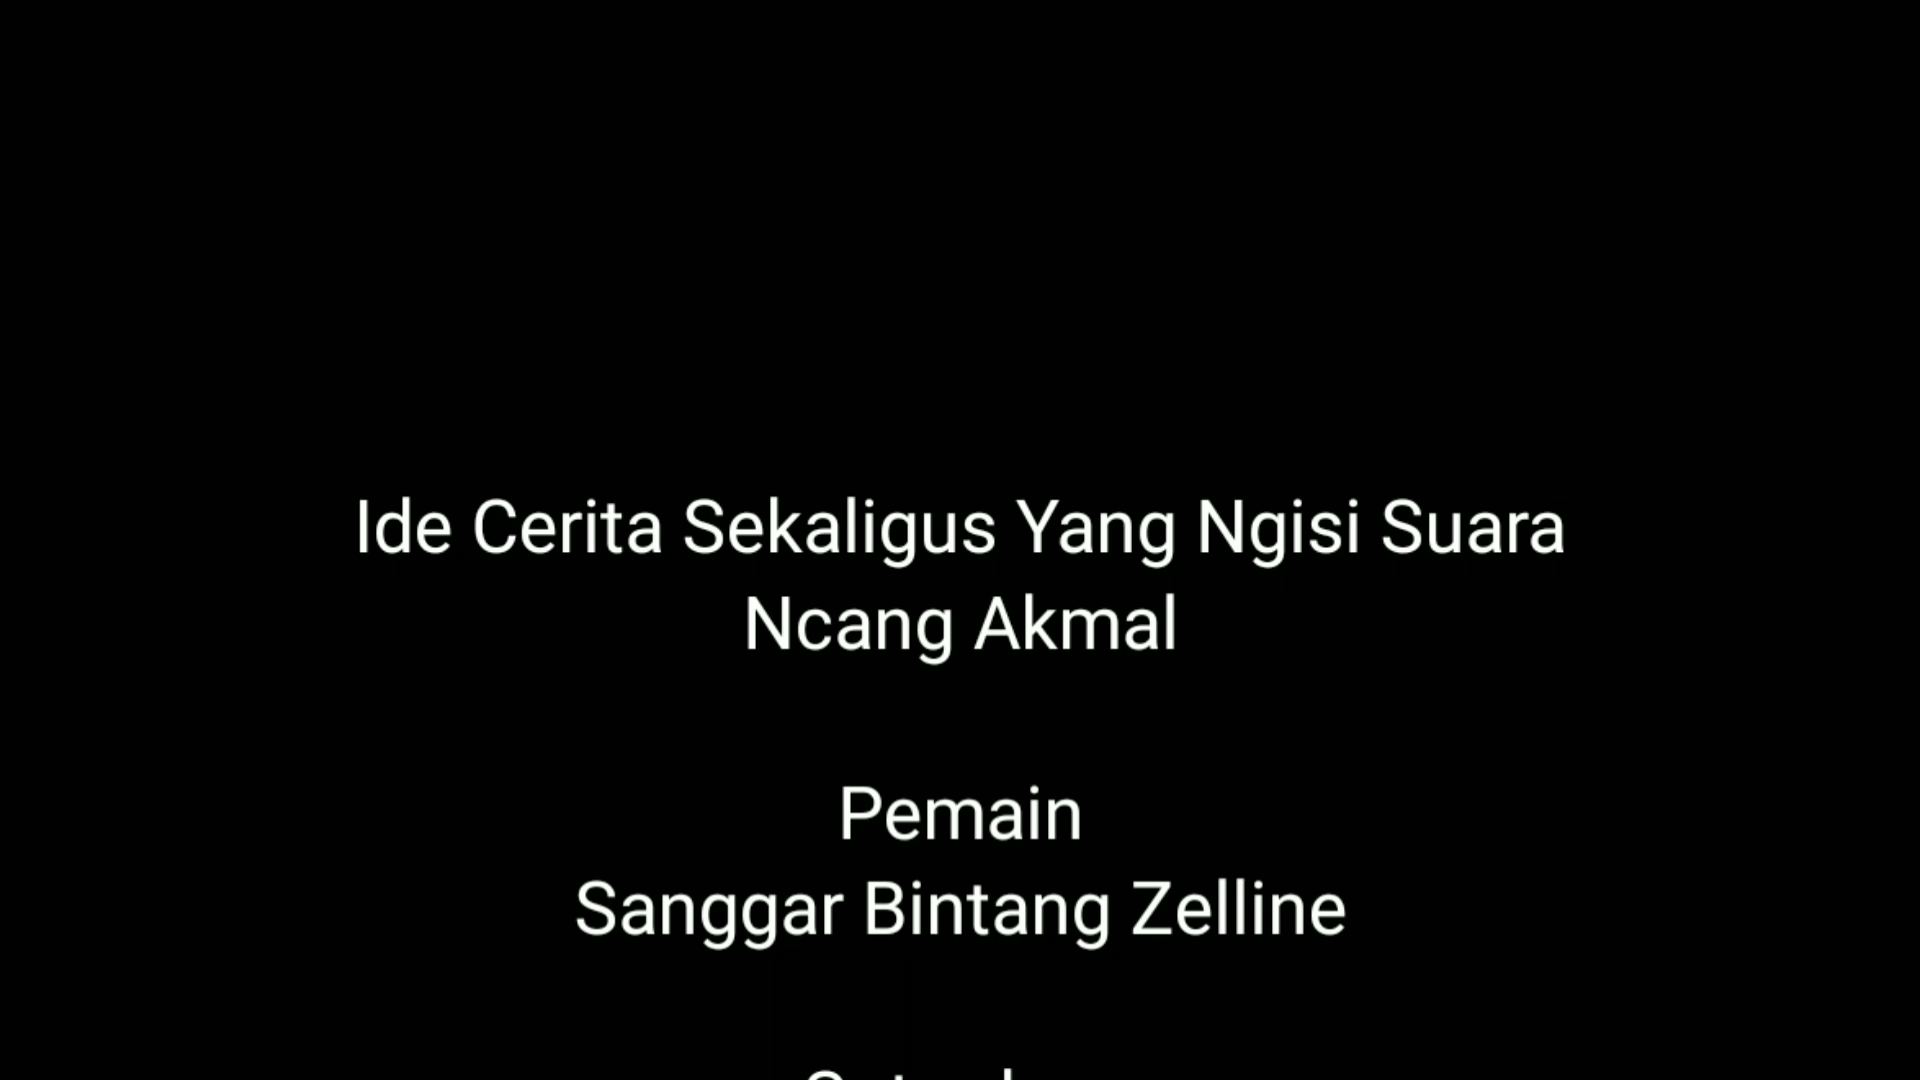 Ide Cerita Sekaligus Yang Ngisi Suara
Ncang Akmal
Pemain
Sanggar Bintang Zelline